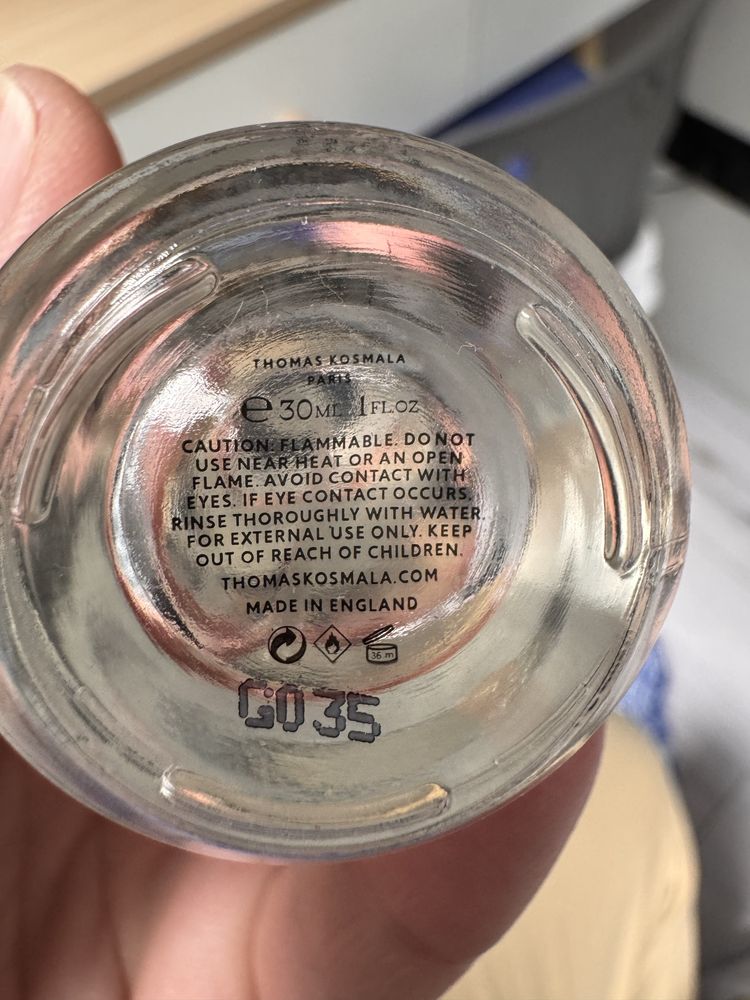 THOMAS KOSMALA
PARIS
℮ 30ML 1FL OZ
CAUTION: FLAMMABLE. DO NOT
USE NEAR HEAT OR AN OPEN
FLAME. AVOID CONTACT WITH
EYES. IF EYE CONTACT OCCURS,
RINSE THOROUGHLY WITH WATER.
FOR EXTERNAL USE ONLY. KEEP
OUT OF REACH OF CHILDREN.
THOMASKOSMALA.COM
MADE IN ENGLAND
36 m
G035